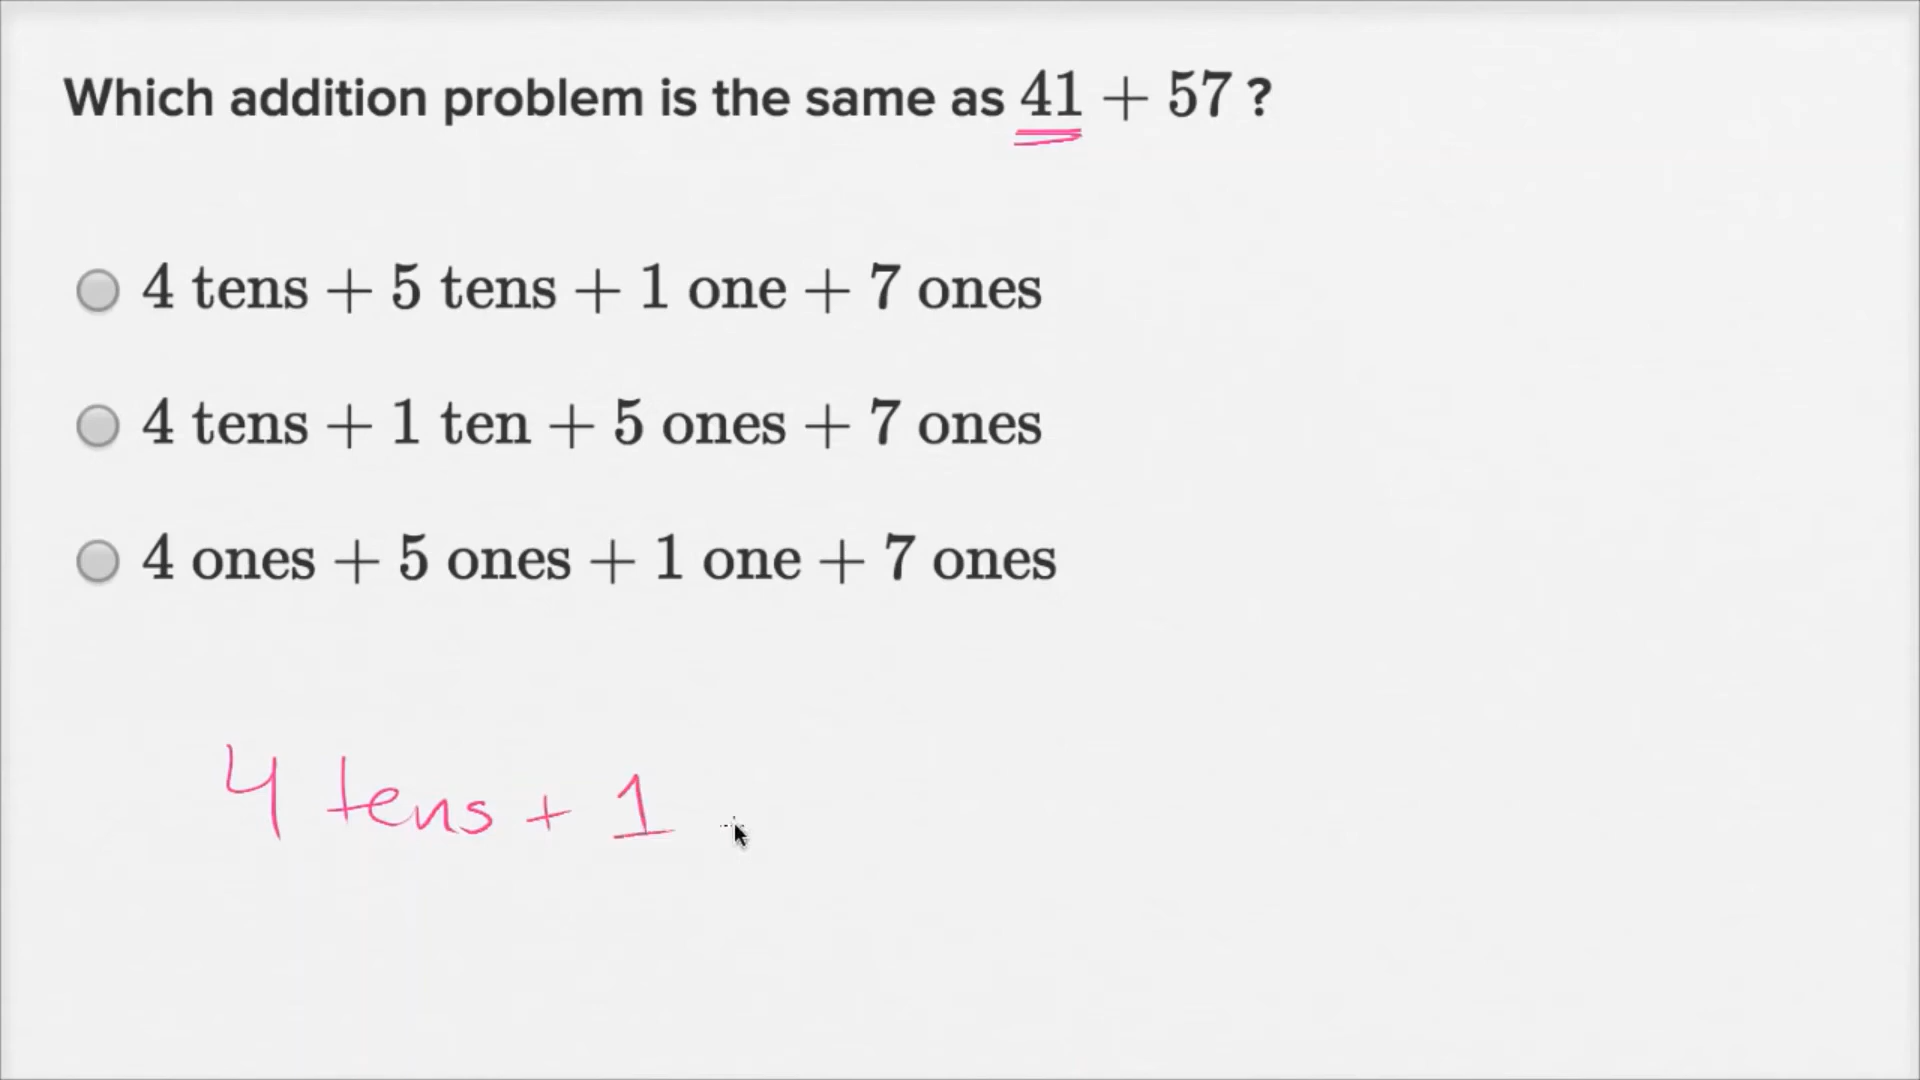 Which addition problem is the same as 41 + 57 ?
4 tens + 5 tens + 1 one + 7 ones
4 tens + 1 ten + 5 ones + 7 ones
4 ones + 5 ones + 1 one + 7 ones
4 tens + 1